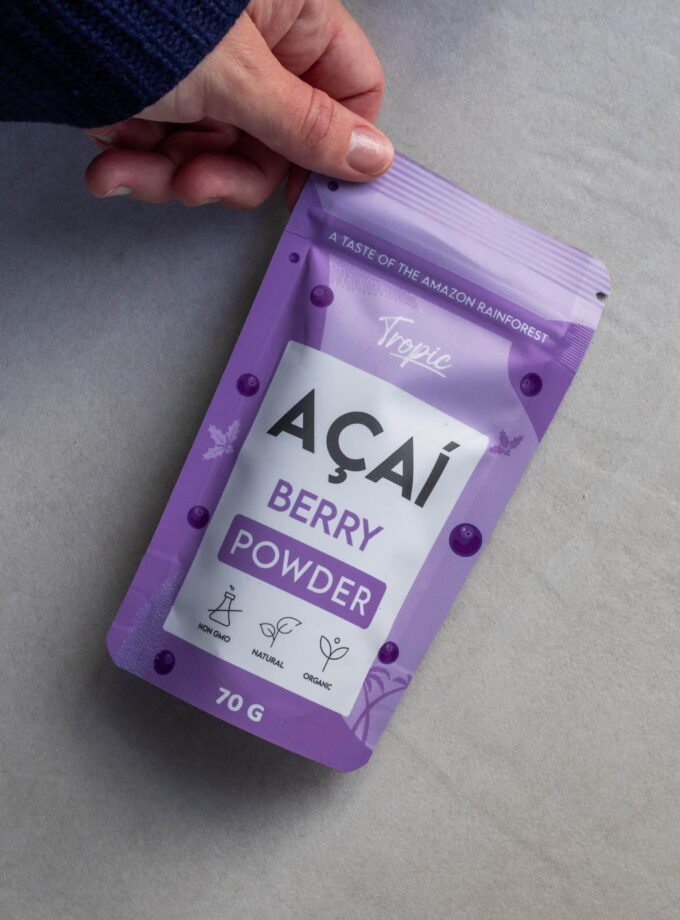 A TASTE OF THE AMAZON RAINFOREST
Tropic
AÇAÍ
BERRY
POWDER
NON GMO
NATURAL
ORGANIC
70 G